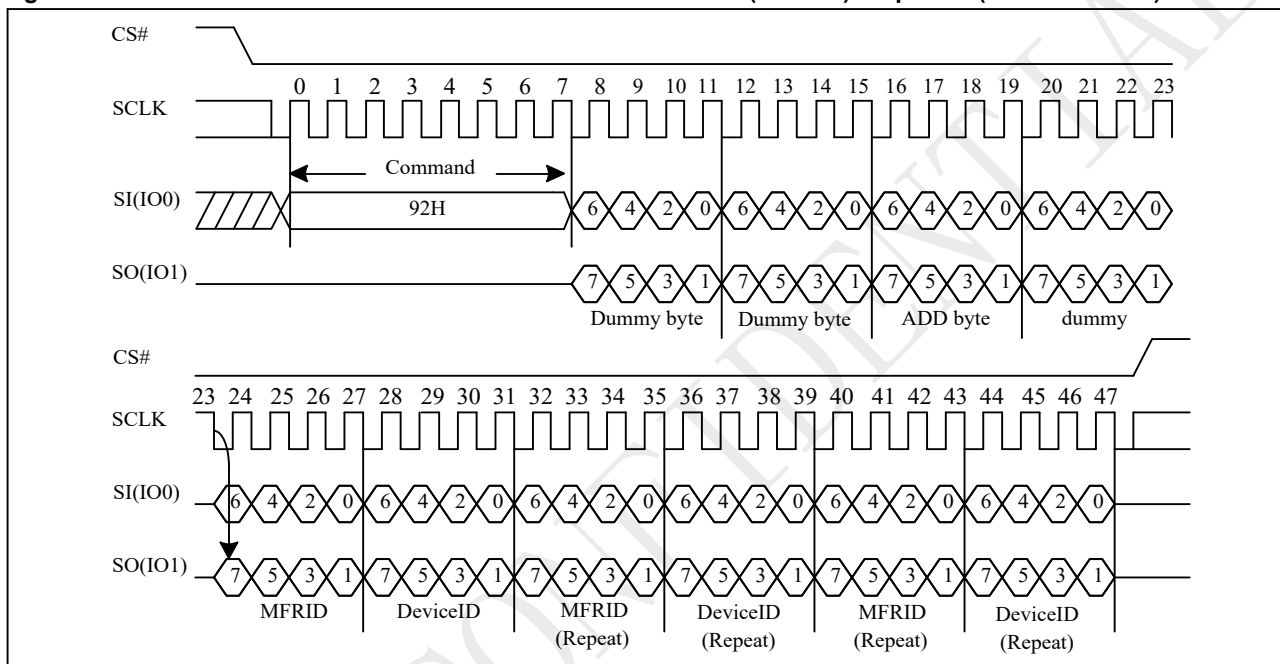 CS#
0 1 2 3 4 5 6 7 8 9 10 11 12 13 14 15 16 17 18 19 20 21 22 23
SCLK
Command
SI(IO0) 92H 6 4 2 0 6 4 2 0 6 4 2 0 6 4 2 0
SO(IO1) 7 5 3 1 7 5 3 1 7 5 3 1 7 5 3 1
Dummy byte Dummy byte ADD byte dummy
CS#
23 24 25 26 27 28 29 30 31 32 33 34 35 36 37 38 39 40 41 42 43 44 45 46 47
SCLK
SI(IO0) 6 4 2 0 6 4 2 0 6 4 2 0 6 4 2 0 6 4 2 0 6 4 2 0
SO(IO1) 7 5 3 1 7 5 3 1 7 5 3 1 7 5 3 1 7 5 3 1 7 5 3 1
MFRID DeviceID MFRID DeviceID MFRID DeviceID
(Repeat) (Repeat) (Repeat) (Repeat)